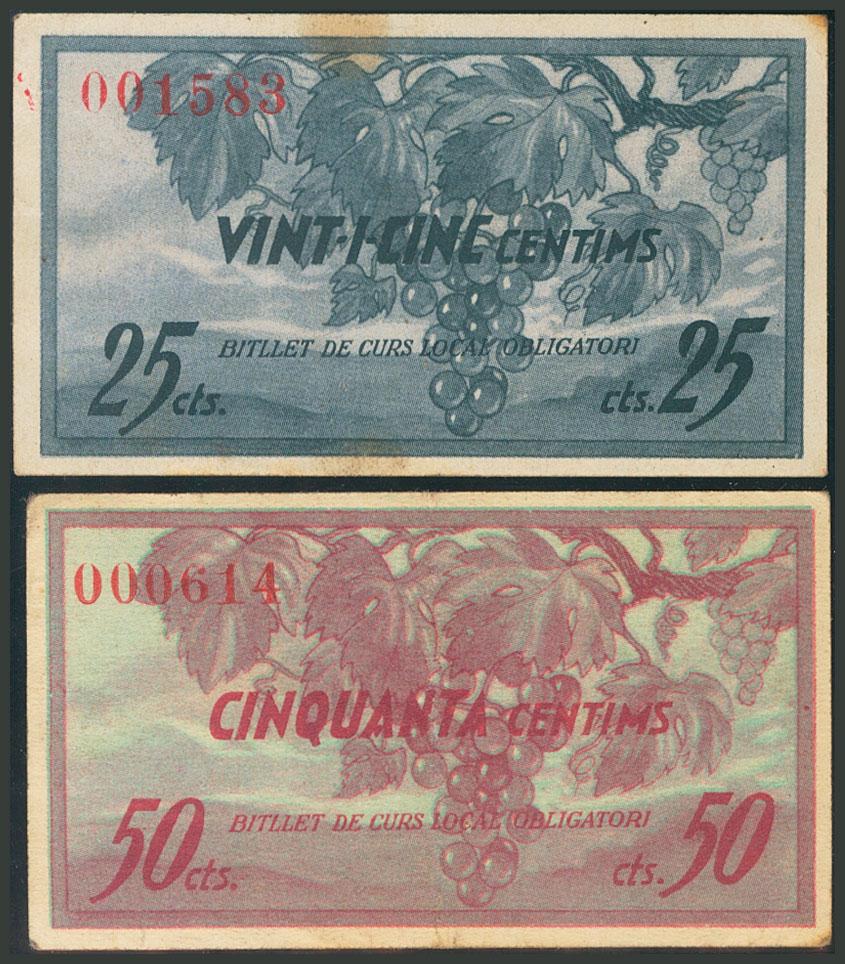 001583
VINT-I-CINC CENTIMS
BITLLET DE CURS LOCAL OBLIGATORI
25 cts. cts. 25
000614
CINQUANTA CENTIMS
BITLLET DE CURS LOCAL OBLIGATORI
50 cts. cts. 50